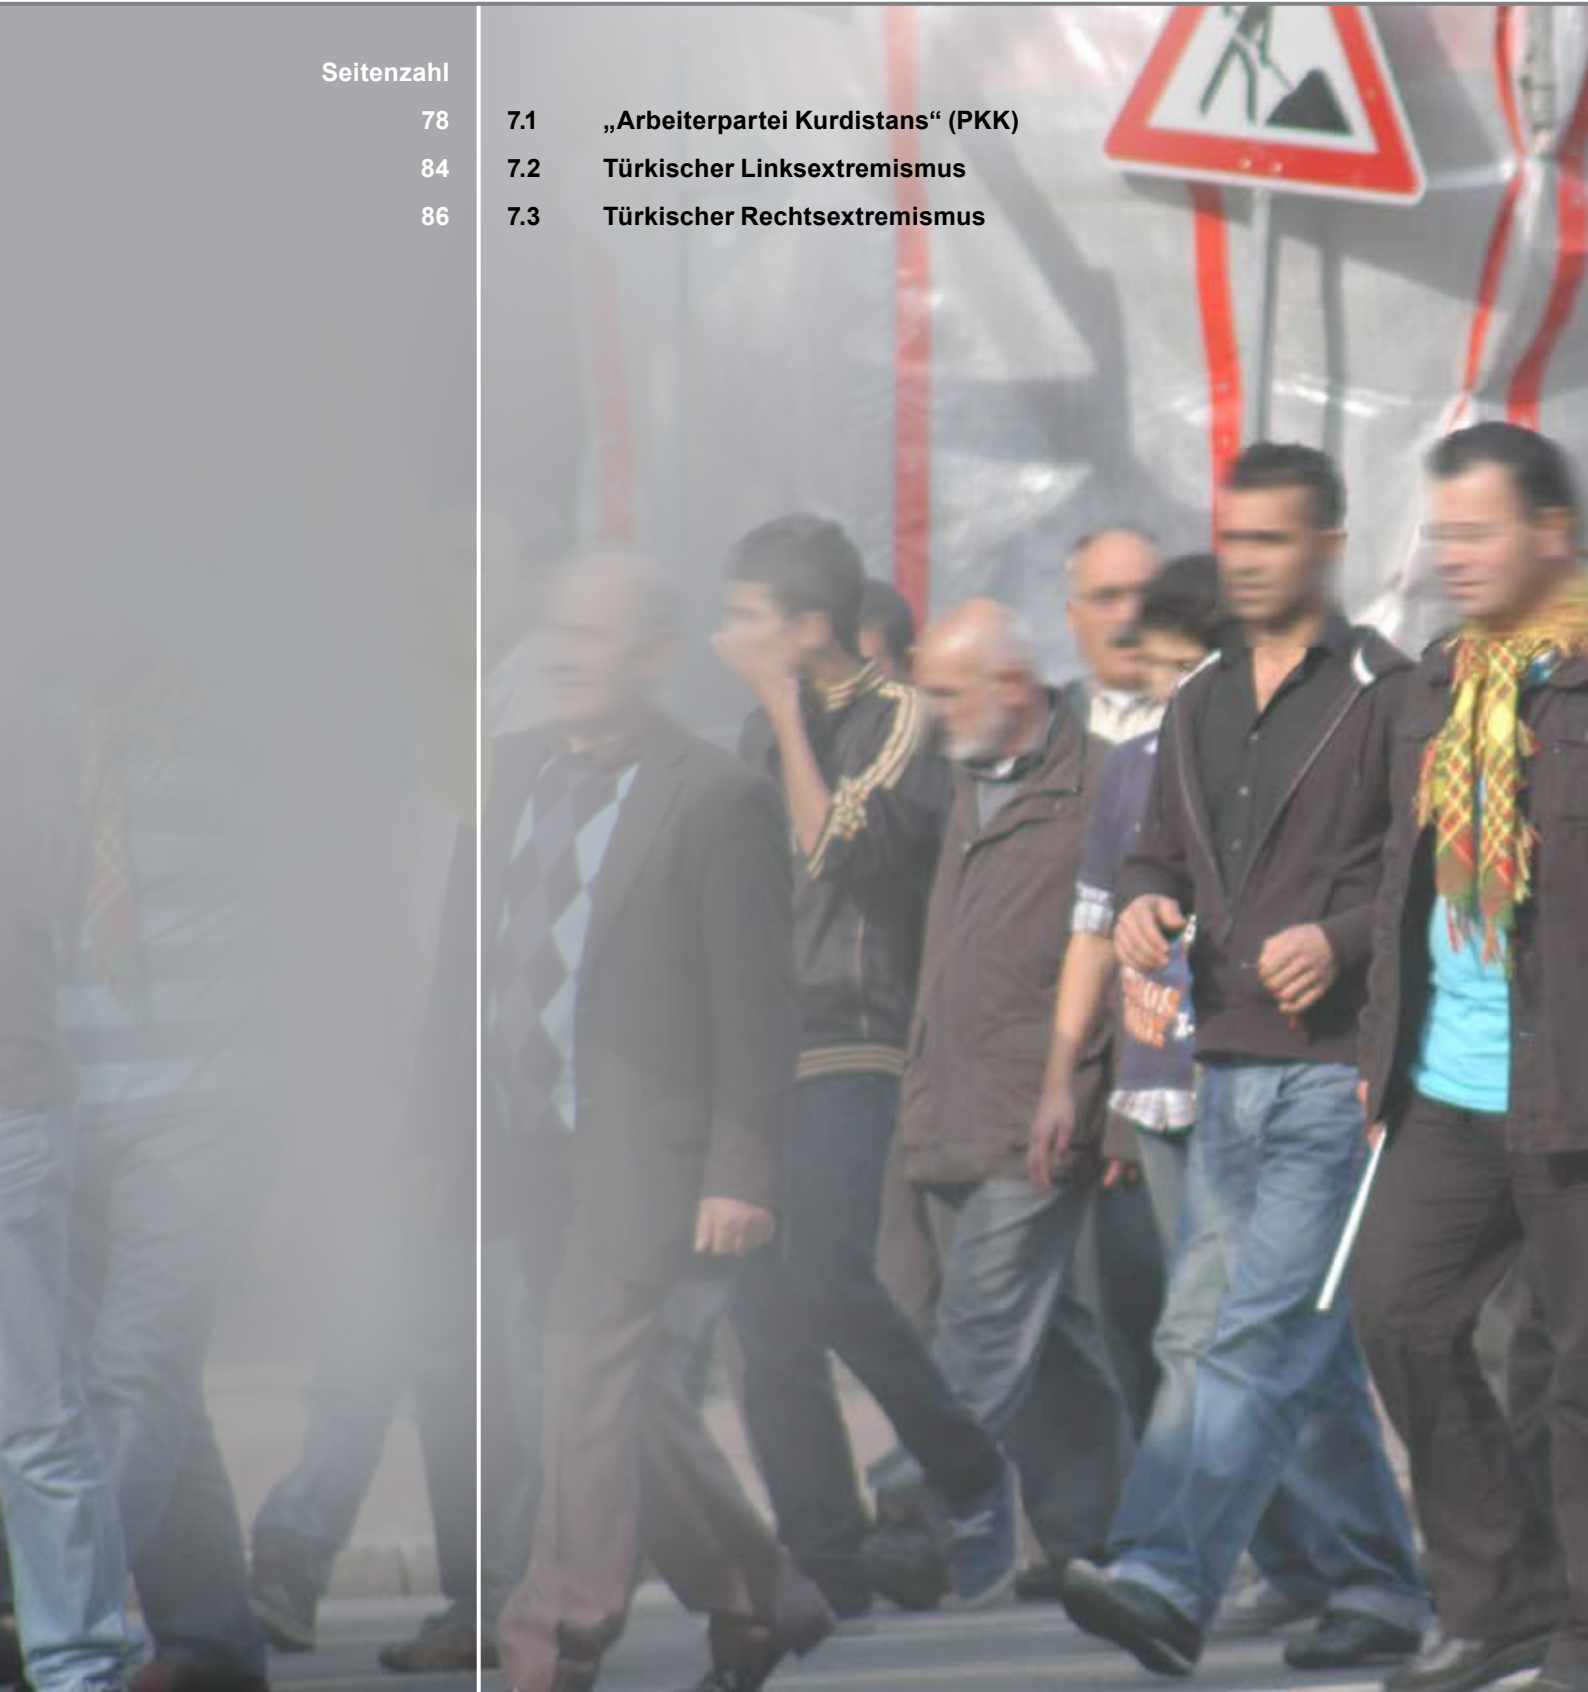 Seitenzahl
78 7.1 „Arbeiterpartei Kurdistans“ (PKK)
84 7.2 Türkischer Linksextremismus
86 7.3 Türkischer Rechtsextremismus